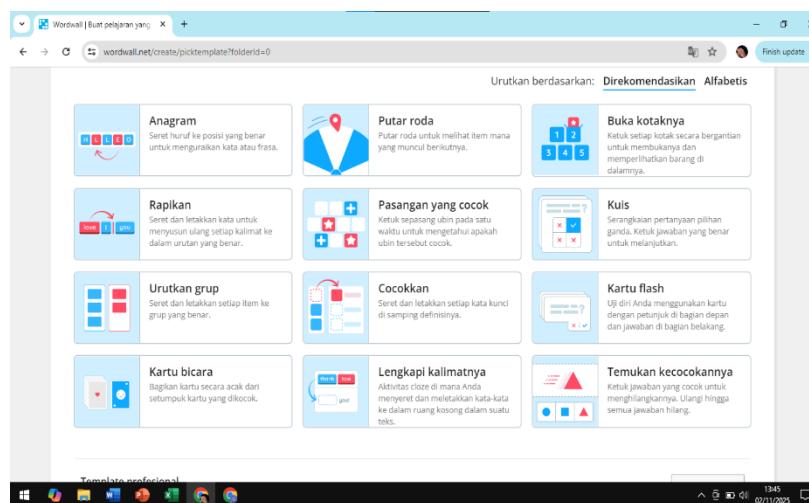 Wordwall | Buat pelajaran yang
wordwall.net/create/picktemplate?folderId=0
Finish update
Urutkan berdasarkan: Direkomendasikan Alfabetis
H L L E O
Anagram
Seret huruf ke posisi yang benar
untuk menguraikan kata atau frasa.
Putar roda
Putar roda untuk melihat item mana
yang muncul berikutnya.
1 2
3 4 5
Buka kotaknya
Ketuk setiap kotak secara bergantian
untuk membukanya dan
memperlihatkan barang di
dalamnya.
love I you
Rapikan
Seret dan letakkan kata untuk
menyusun ulang setiap kalimat ke
dalam urutan yang benar.
Pasangan yang cocok
Ketuk sepasang ubin pada satu
waktu untuk mengetahui apakah
ubin tersebut cocok.
Kuis
Serangkaian pertanyaan pilihan
ganda. Ketuk jawaban yang benar
untuk melanjutkan.
Urutkan grup
Seret dan letakkan setiap item ke
grup yang benar.
Cocokkan
Seret dan letakkan setiap kata kunci
di samping definisinya.
Kartu flash
Uji diri Anda menggunakan kartu
dengan petunjuk di bagian depan
dan jawaban di bagian belakang.
Kartu bicara
Bagikan kartu secara acak dari
setumpuk kartu yang dikocok.
you!
Lengkapi kalimatnya
Aktivitas cloze di mana Anda
menyeret dan meletakkan kata-kata
ke dalam ruang kosong dalam suatu
teks.
Temukan kecocokannya
Ketuk jawaban yang cocok untuk
menghilangkannya. Ulangi hingga
semua jawaban hilang.
Template profesional
13:45
02/11/2025